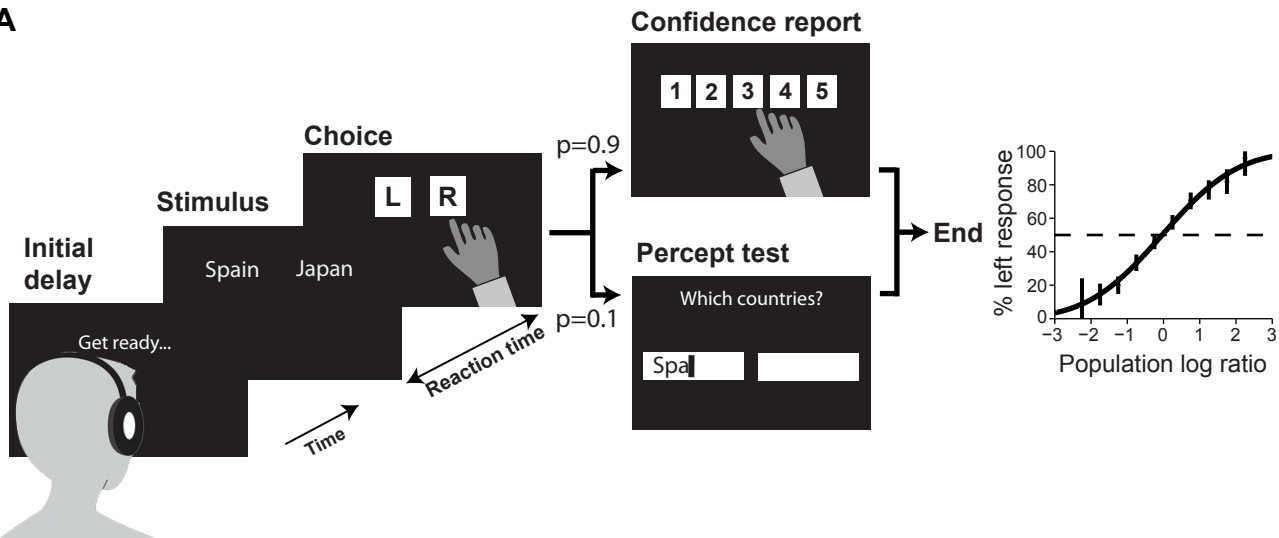 A
Initial
delay
Get ready...
Stimulus
Spain Japan
Choice
L R
Reaction time
Time
p=0.9
p=0.1
Confidence report
1 2 3 4 5
Percept test
Which countries?
Spa
End
% left response
100
80
60
40
20
0
−3 −2 −1 0 1 2 3
Population log ratio